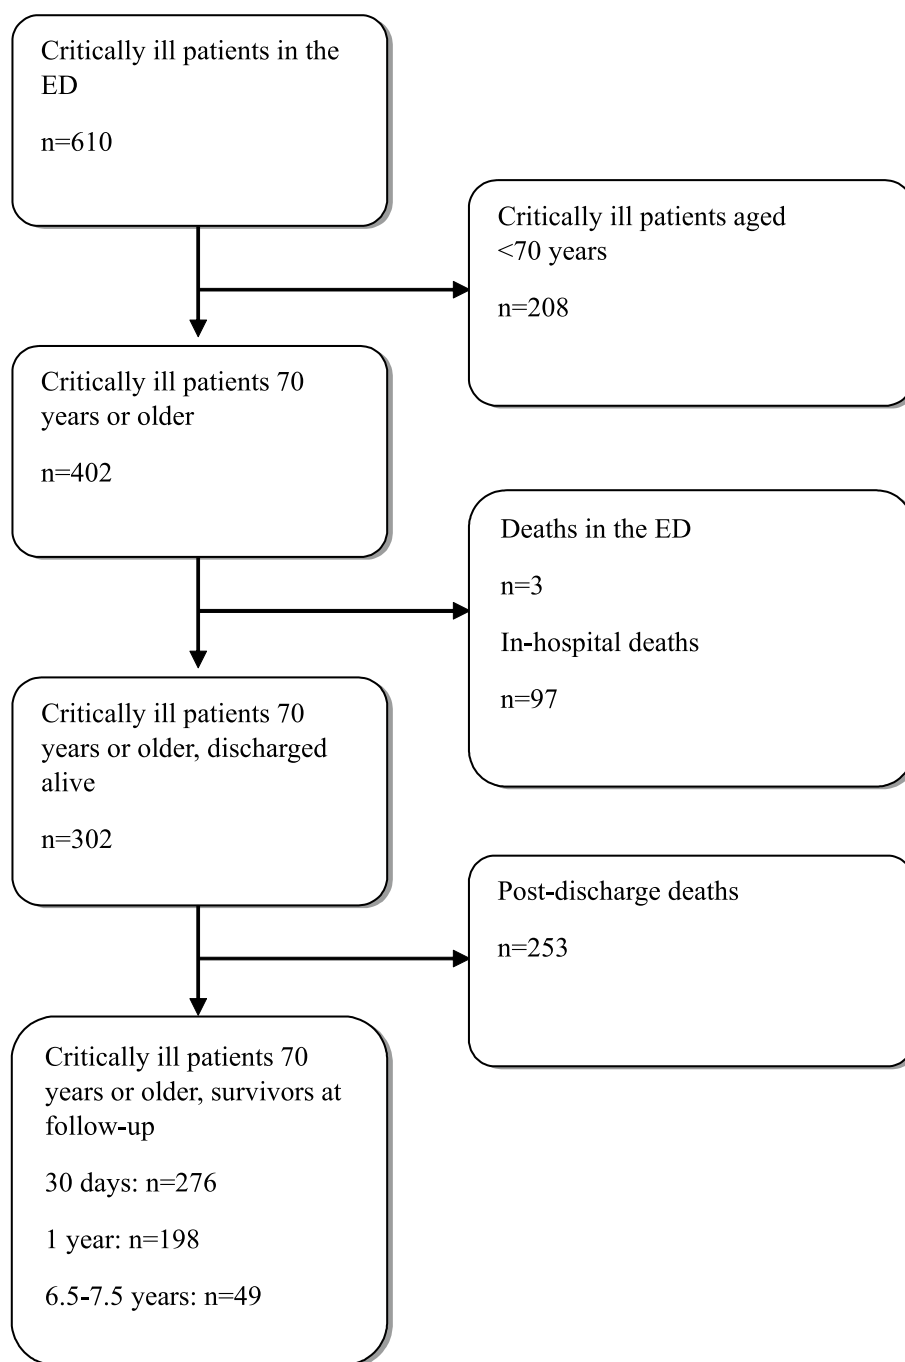 Critically ill patients in the
ED
n=610
Critically ill patients aged
<70 years
n=208
Critically ill patients 70
years or older
n=402
Deaths in the ED
n=3
In-hospital deaths
n=97
Critically ill patients 70
years or older, discharged
alive
n=302
Post-discharge deaths
n=253
Critically ill patients 70
years or older, survivors at
follow-up
30 days: n=276
1 year: n=198
6.5-7.5 years: n=49